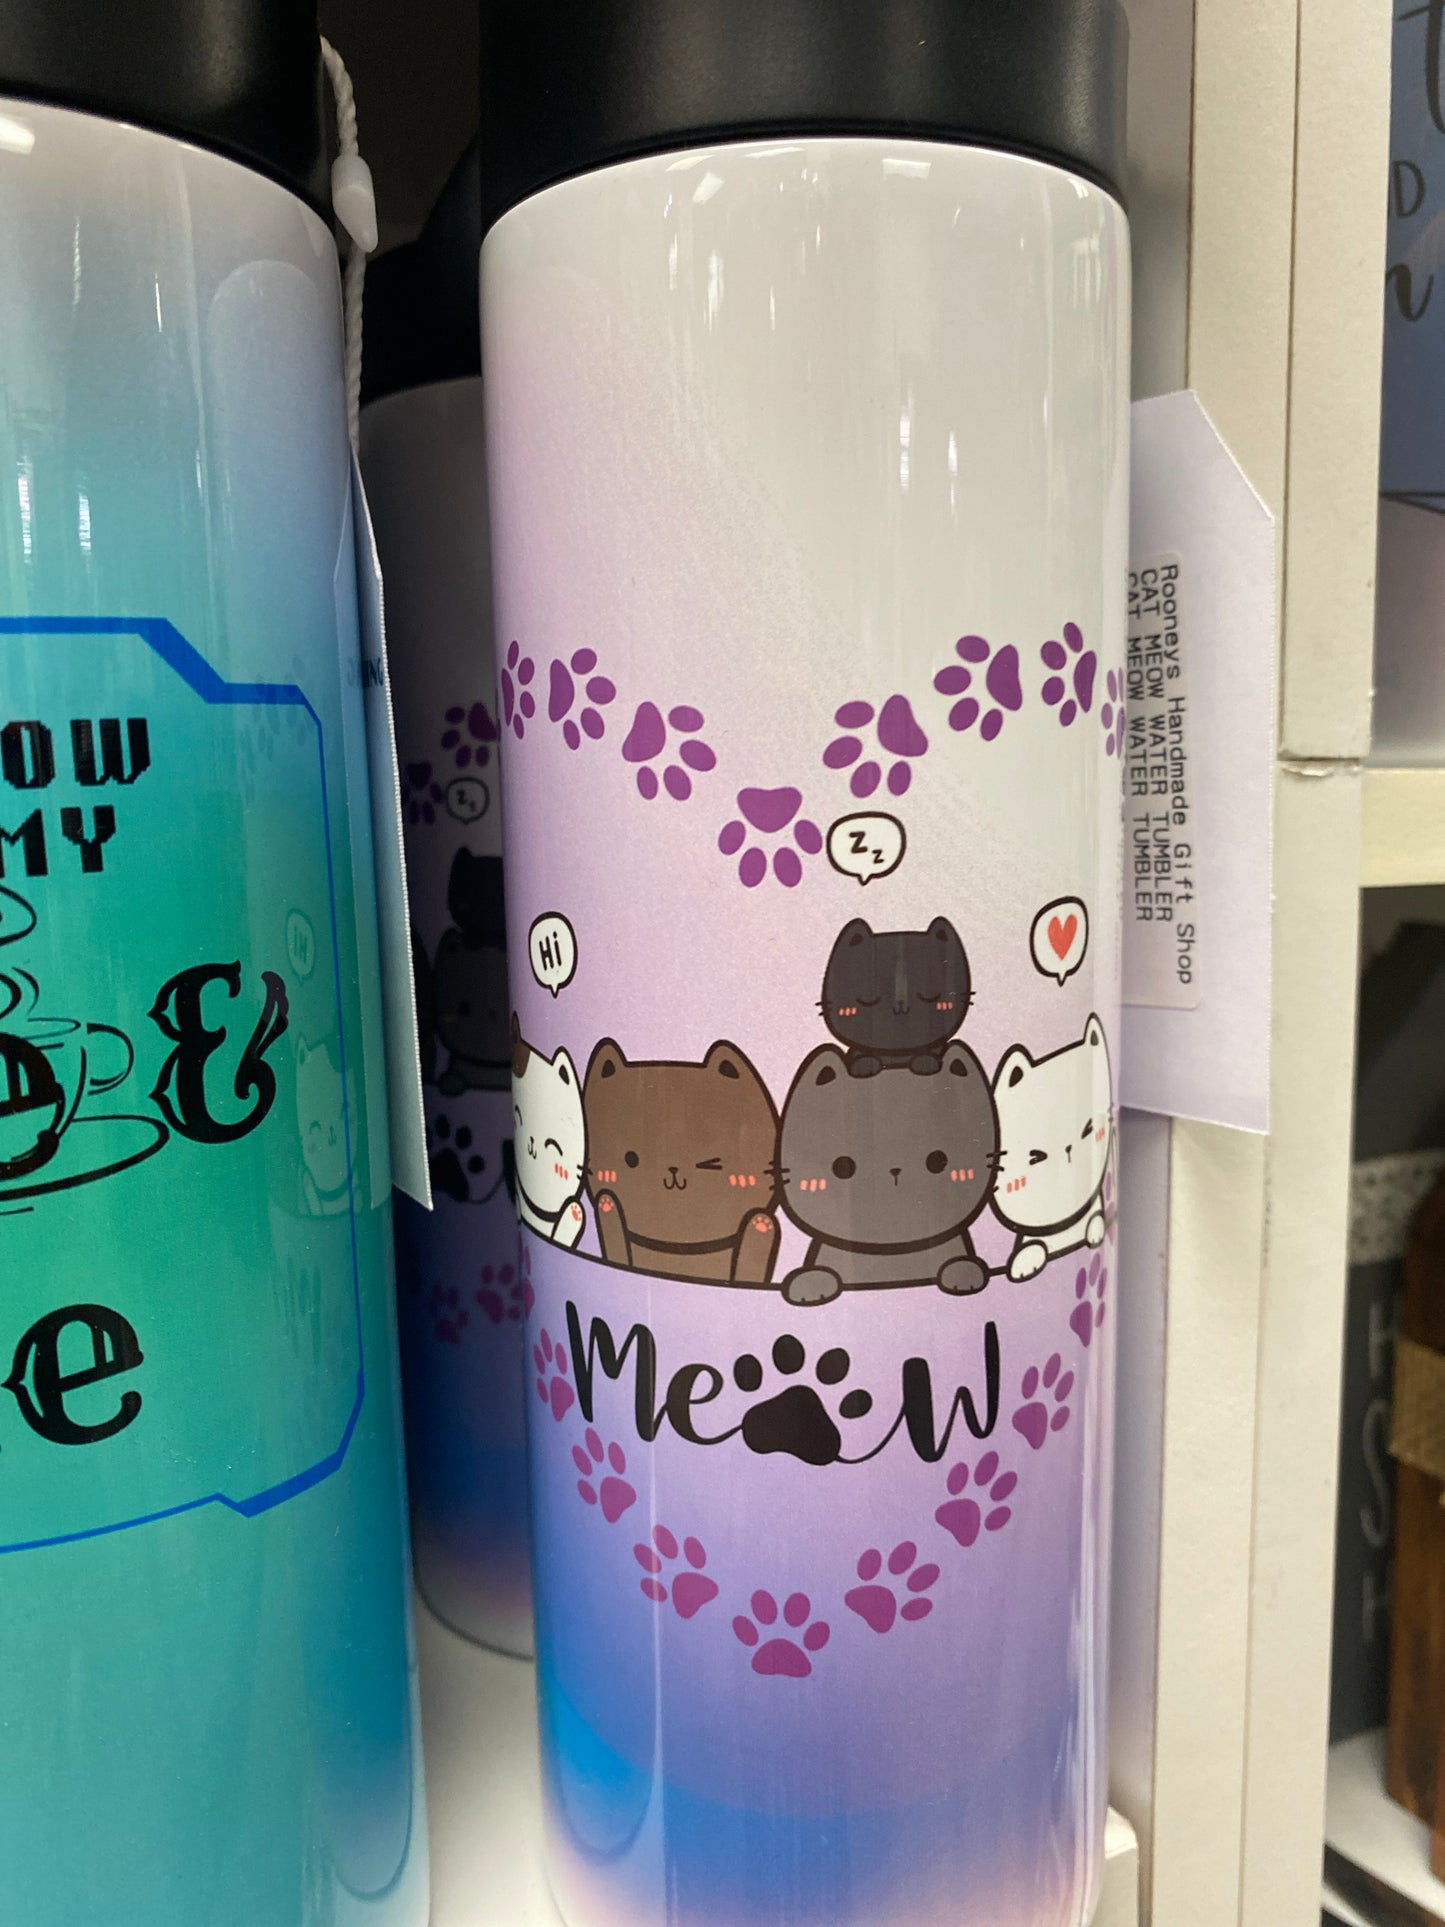 Zz
Hi
meow
Rooneys Handmade Gift Shop
CAT MEOW WATER TUMBLER
CAT MEOW WATER TUMBLER
OW
MY
&
e